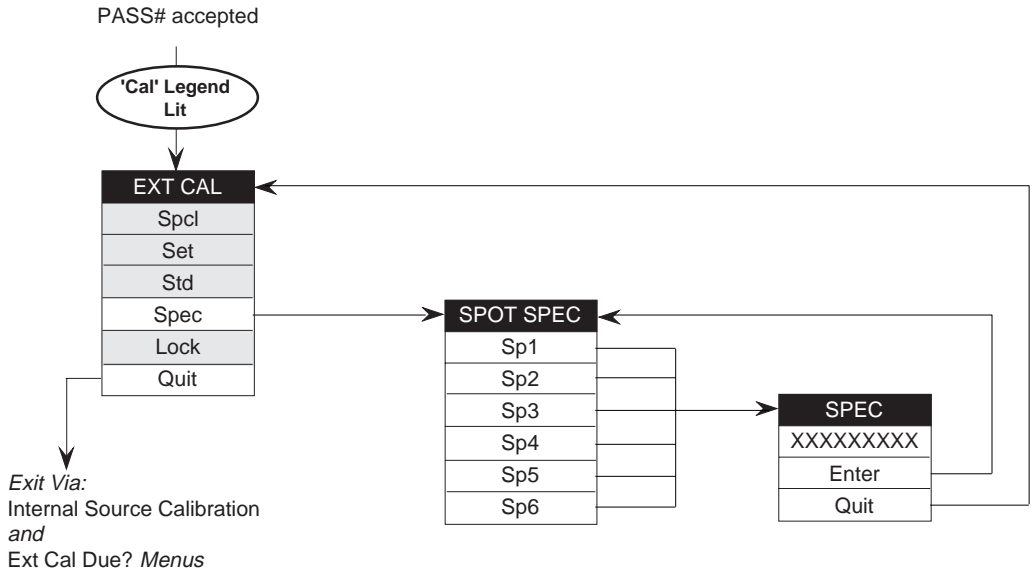 PASS# accepted
'Cal' Legend
Lit
EXT CAL
Spcl
Set
Std
Spec
Lock
Quit
Exit Via:
Internal Source Calibration
and
Ext Cal Due? Menus
SPOT SPEC
Sp1
Sp2
Sp3
Sp4
Sp5
Sp6
SPEC
XXXXXXXXX
Enter
Quit